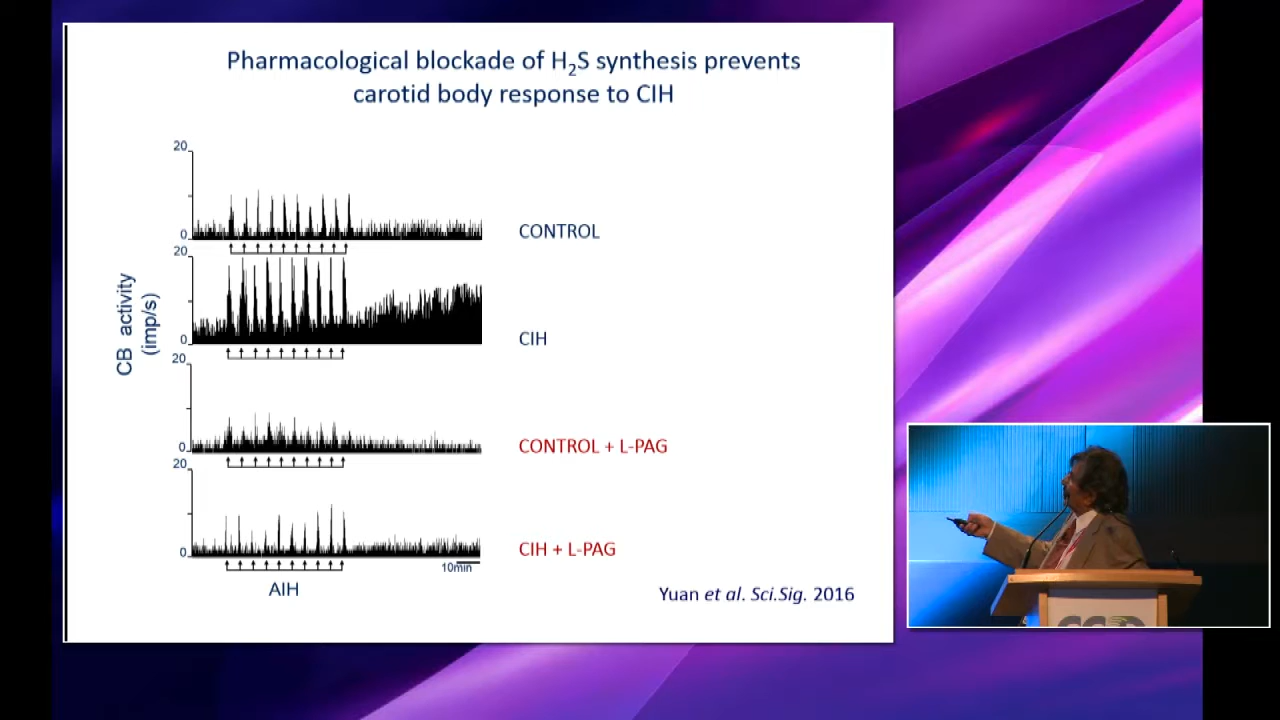 Pharmacological blockade of H₂S synthesis prevents
carotid body response to CIH
20
0
CONTROL
20
0
CIH
CB activity
(imp/s)
20
0
CONTROL + L-PAG
20
0
CIH + L-PAG
10min
AIH
Yuan et al. Sci.Sig. 2016